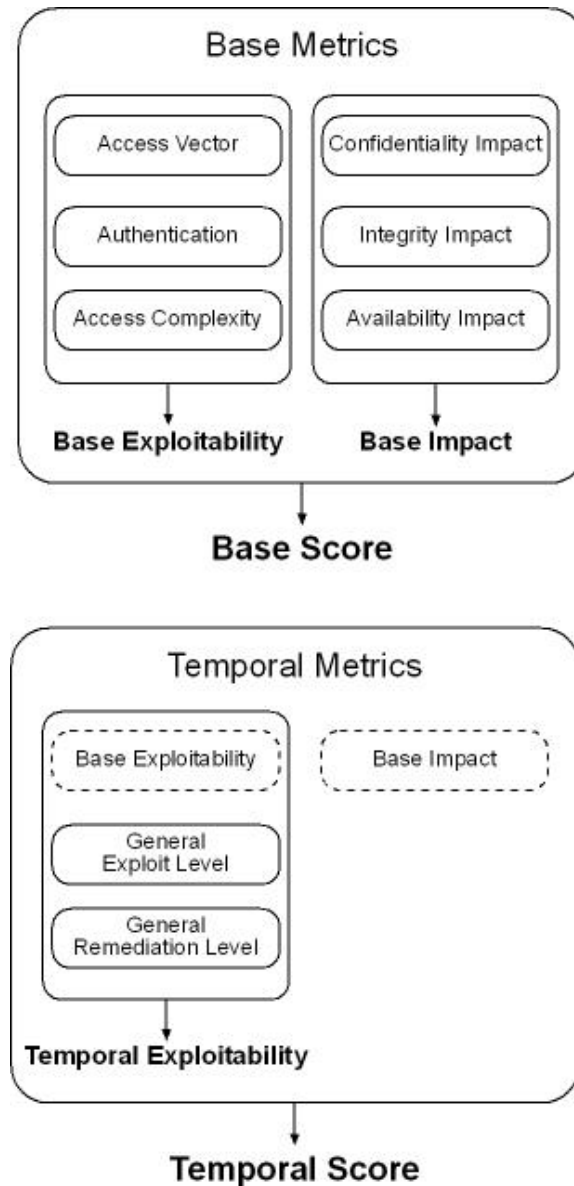 Base Metrics
Access Vector
Authentication
Access Complexity
Base Exploitability
Confidentiality Impact
Integrity Impact
Availability Impact
Base Impact
Base Score
Temporal Metrics
Base Exploitability
General
Exploit Level
General
Remediation Level
Temporal Exploitability
Base Impact
Temporal Score